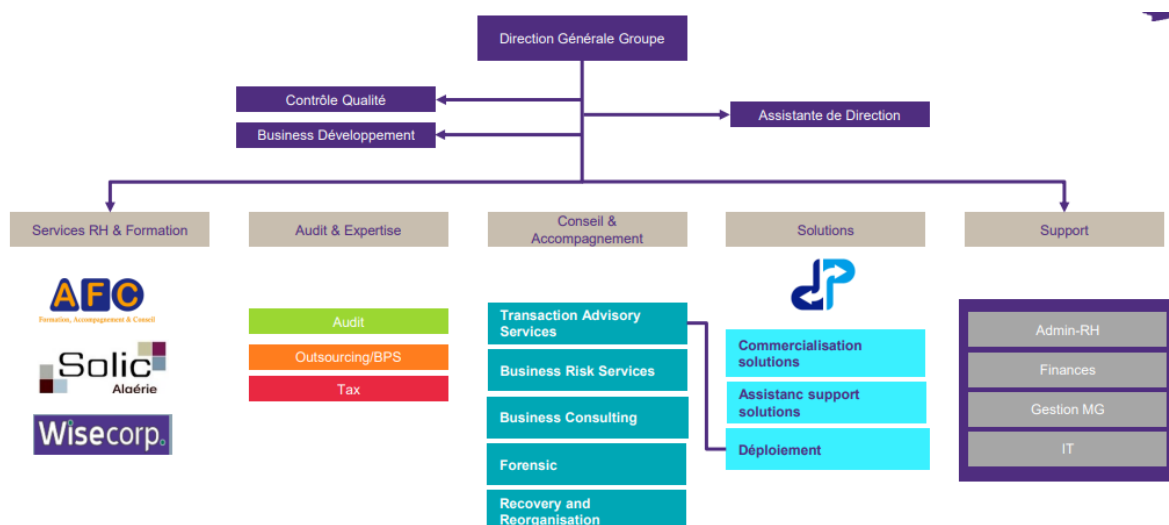 Direction Générale Groupe
Contrôle Qualité
Assistante de Direction
Business Développement
Services RH & Formation
Audit & Expertise
Conseil &
Accompagnement
Solutions
Support
AFC
Formation, Accompagnement & Conseil
Solic
Algérie
Wisecorp.
Audit
Outsourcing/BPS
Tax
Transaction Advisory
Services
Business Risk Services
Business Consulting
Forensic
Recovery and
Reorganisation
Commercialisation
solutions
Assistanc support
solutions
Déploiement
Admin-RH
Finances
Gestion MG
IT